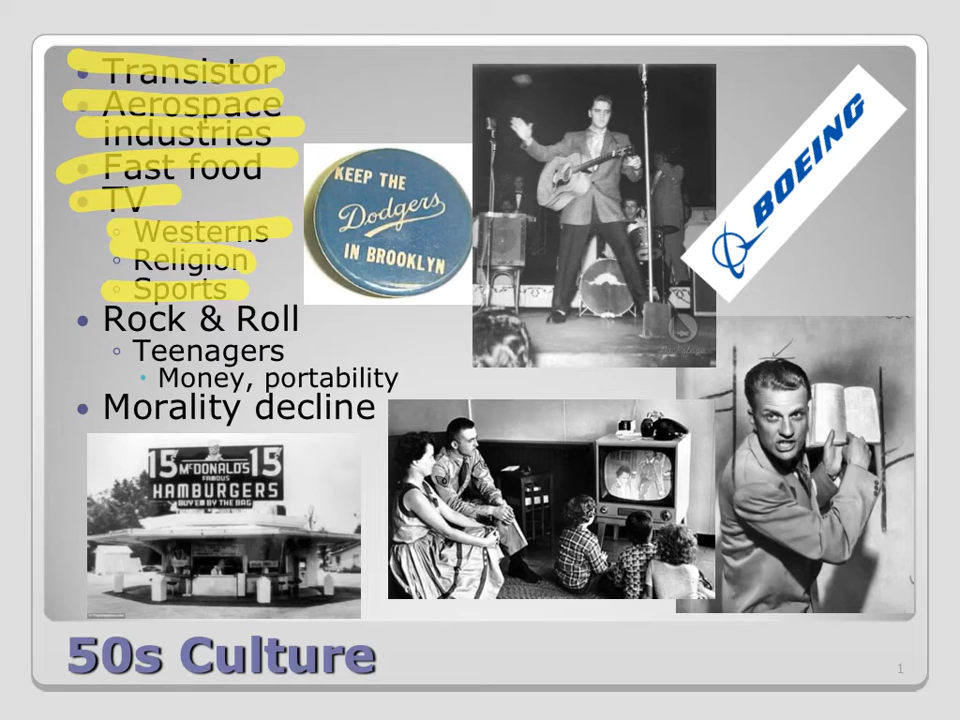 Transistor
Aerospace
industries
Fast food
TV
Westerns
Religion
Sports
Rock & Roll
Teenagers
Money, portability
Morality decline
KEEP THE
Dodgers
IN BROOKLYN
BOEING
15 McDONALD'S 15
FAMOUS
HAMBURGERS
BUY'EM BY THE BAG
50s Culture
1